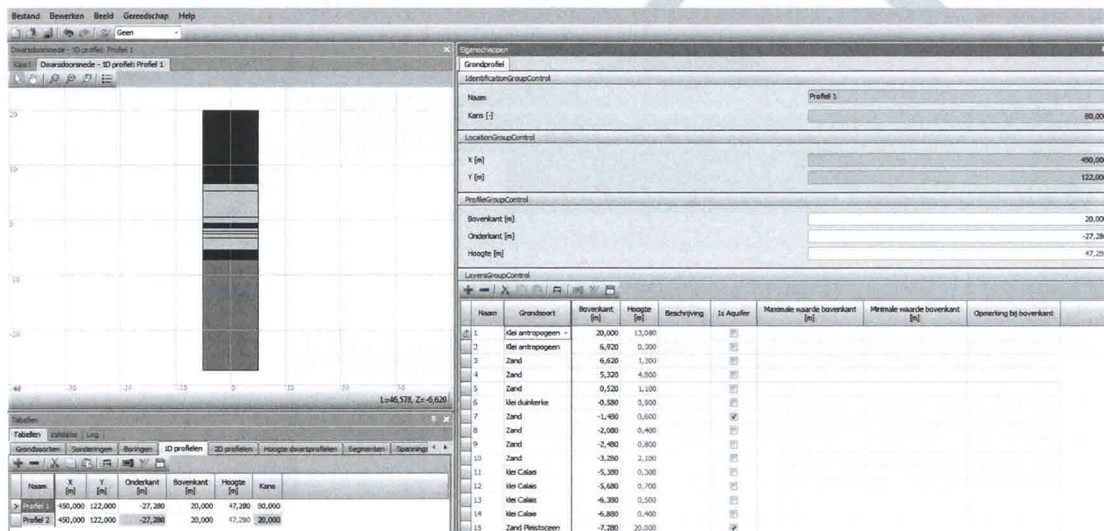 Bestand Bewerken Beeld Gereedschap Help
Geen
Dwarsdoorsnede - 1D profiel: Profiel 1
Kaart Dwarsdoorsnede - 1D profiel: Profiel 1
L=46,578, Z=-6,620
Tabellen
Tabellen Validatie Log
Grondsoorten Sonderingen Boringen 1D profielen 2D profielen Hoogte dwarsprofielen Segmenten Spannings
Naam X [m] Y [m] Onderkant [m] Bovenkant [m] Hoogte [m] Kans
Profiel 1 450,000 122,000 -27,280 20,000 47,280 80,000
Profiel 2 450,000 122,000 -27,280 20,000 47,280 20,000
Eigenschappen
Grondprofiel
IdentificationGroupControl
Naam Profiel 1
Kans [-] 80,000
LocationGroupControl
X [m] 450,000
Y [m] 122,000
ProfileGroupControl
Bovenkant [m] 20,000
Onderkant [m] -27,280
Hoogte [m] 47,280
LayersGroupControl
Naam Grondsoort Bovenkant [m] Hoogte [m] Beschrijving Is Aquifer Maximale waarde bovenkant [m] Minimale waarde bovenkant [m] Opmerking bij bovenkant
1 Klei antropogeen 20,000 13,080
2 Klei antropogeen 6,920 0,300
3 Zand 6,620 1,300
4 Zand 5,320 4,800
5 Zand 0,520 1,100
6 klei duinkerke -0,580 0,900
7 Zand -1,480 0,600
8 Zand -2,080 0,400
9 Zand -2,480 0,800
10 Zand -3,280 2,100
11 klei Calais -5,380 0,300
12 klei Calais -5,680 0,700
13 klei Calais -6,380 0,500
14 klei Calais -6,880 0,400
15 Zand Pleistoceen -7,280 20,000